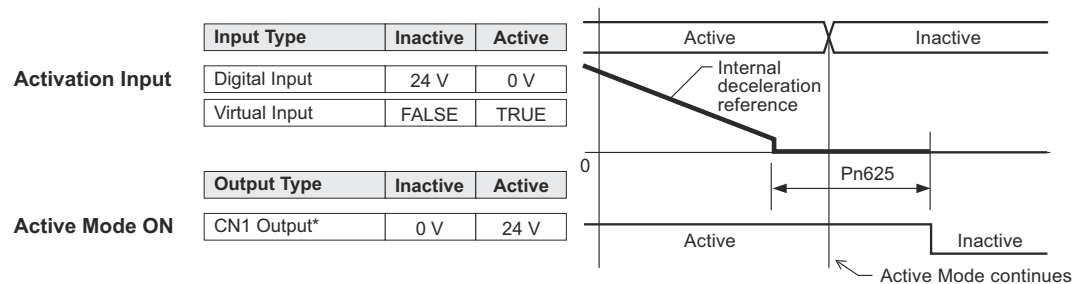 Input Type Inactive Active
Activation Input
Digital Input 24 V 0 V
Virtual Input FALSE TRUE
Output Type Inactive Active
Active Mode ON
CN1 Output* 0 V 24 V
Active Inactive
Internal
deceleration
reference
0
Pn625
Active Inactive
Active Mode continues